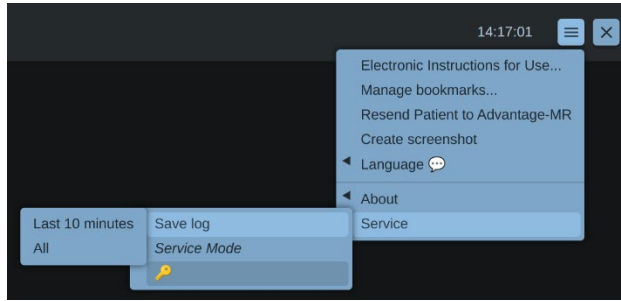 14:17:01
Electronic Instructions for Use...
Manage bookmarks...
Resend Patient to Advantage-MR
Create screenshot
Language 💬
About
Service
Save log
Service Mode
🔑
Last 10 minutes
All